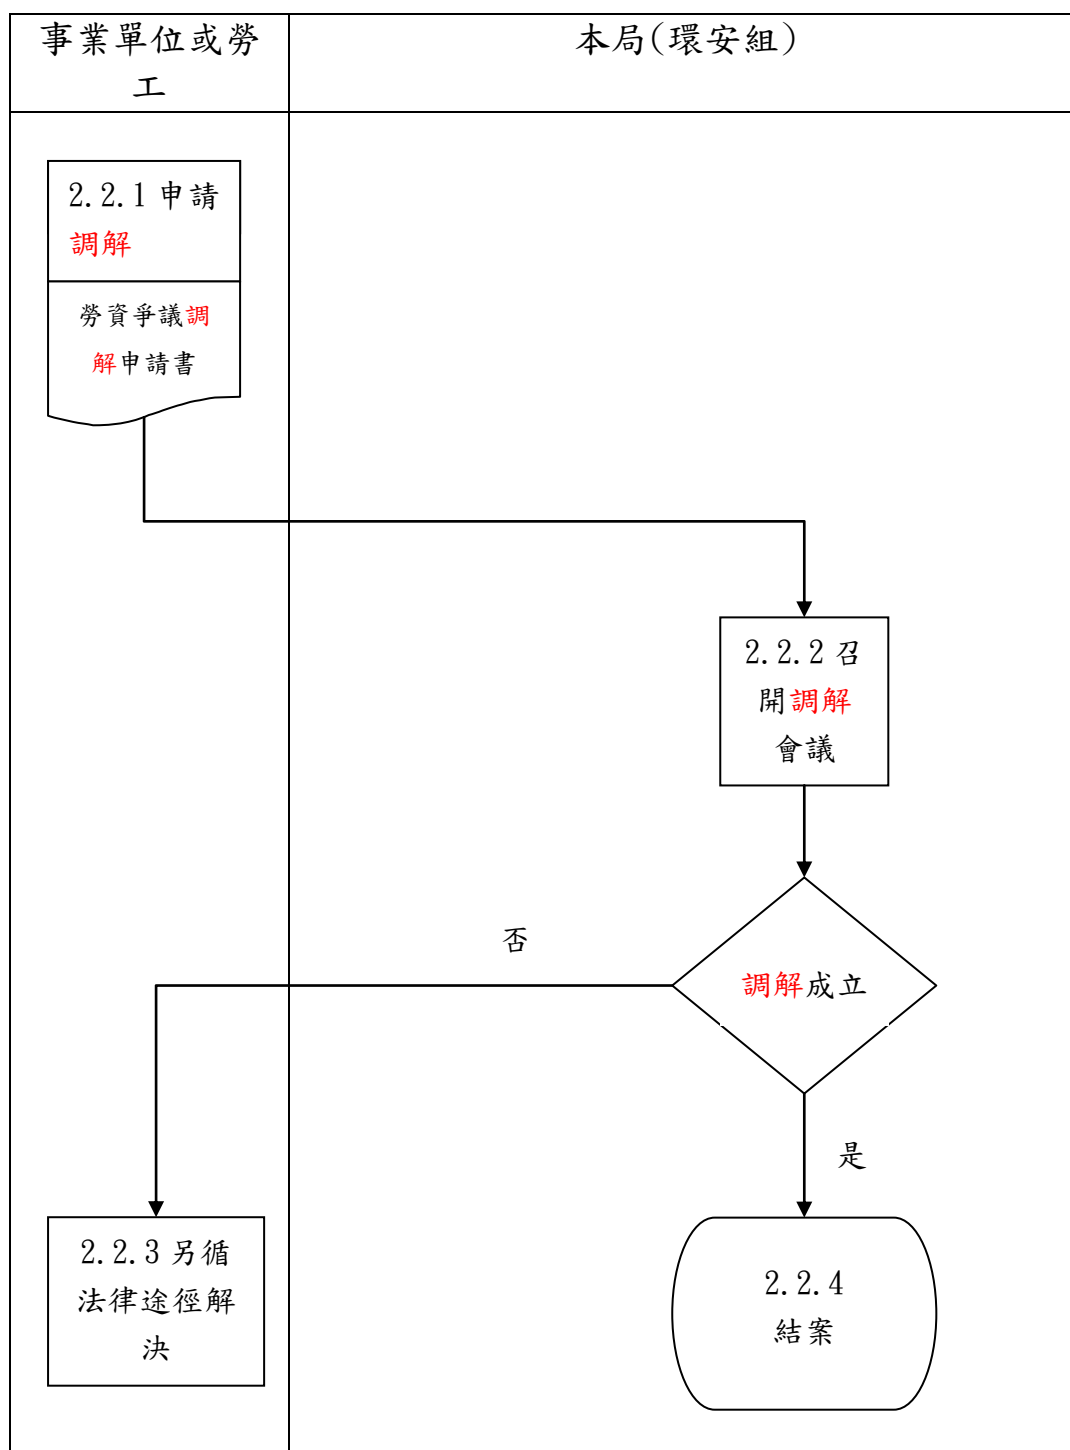 事業單位或勞
工
本局(環安組)
2.2.1 申請
調解
勞資爭議調
解申請書
2.2.2 召
開調解
會議
調解成立
否
是
2.2.3 另循
法律途徑解
決
2.2.4
結案